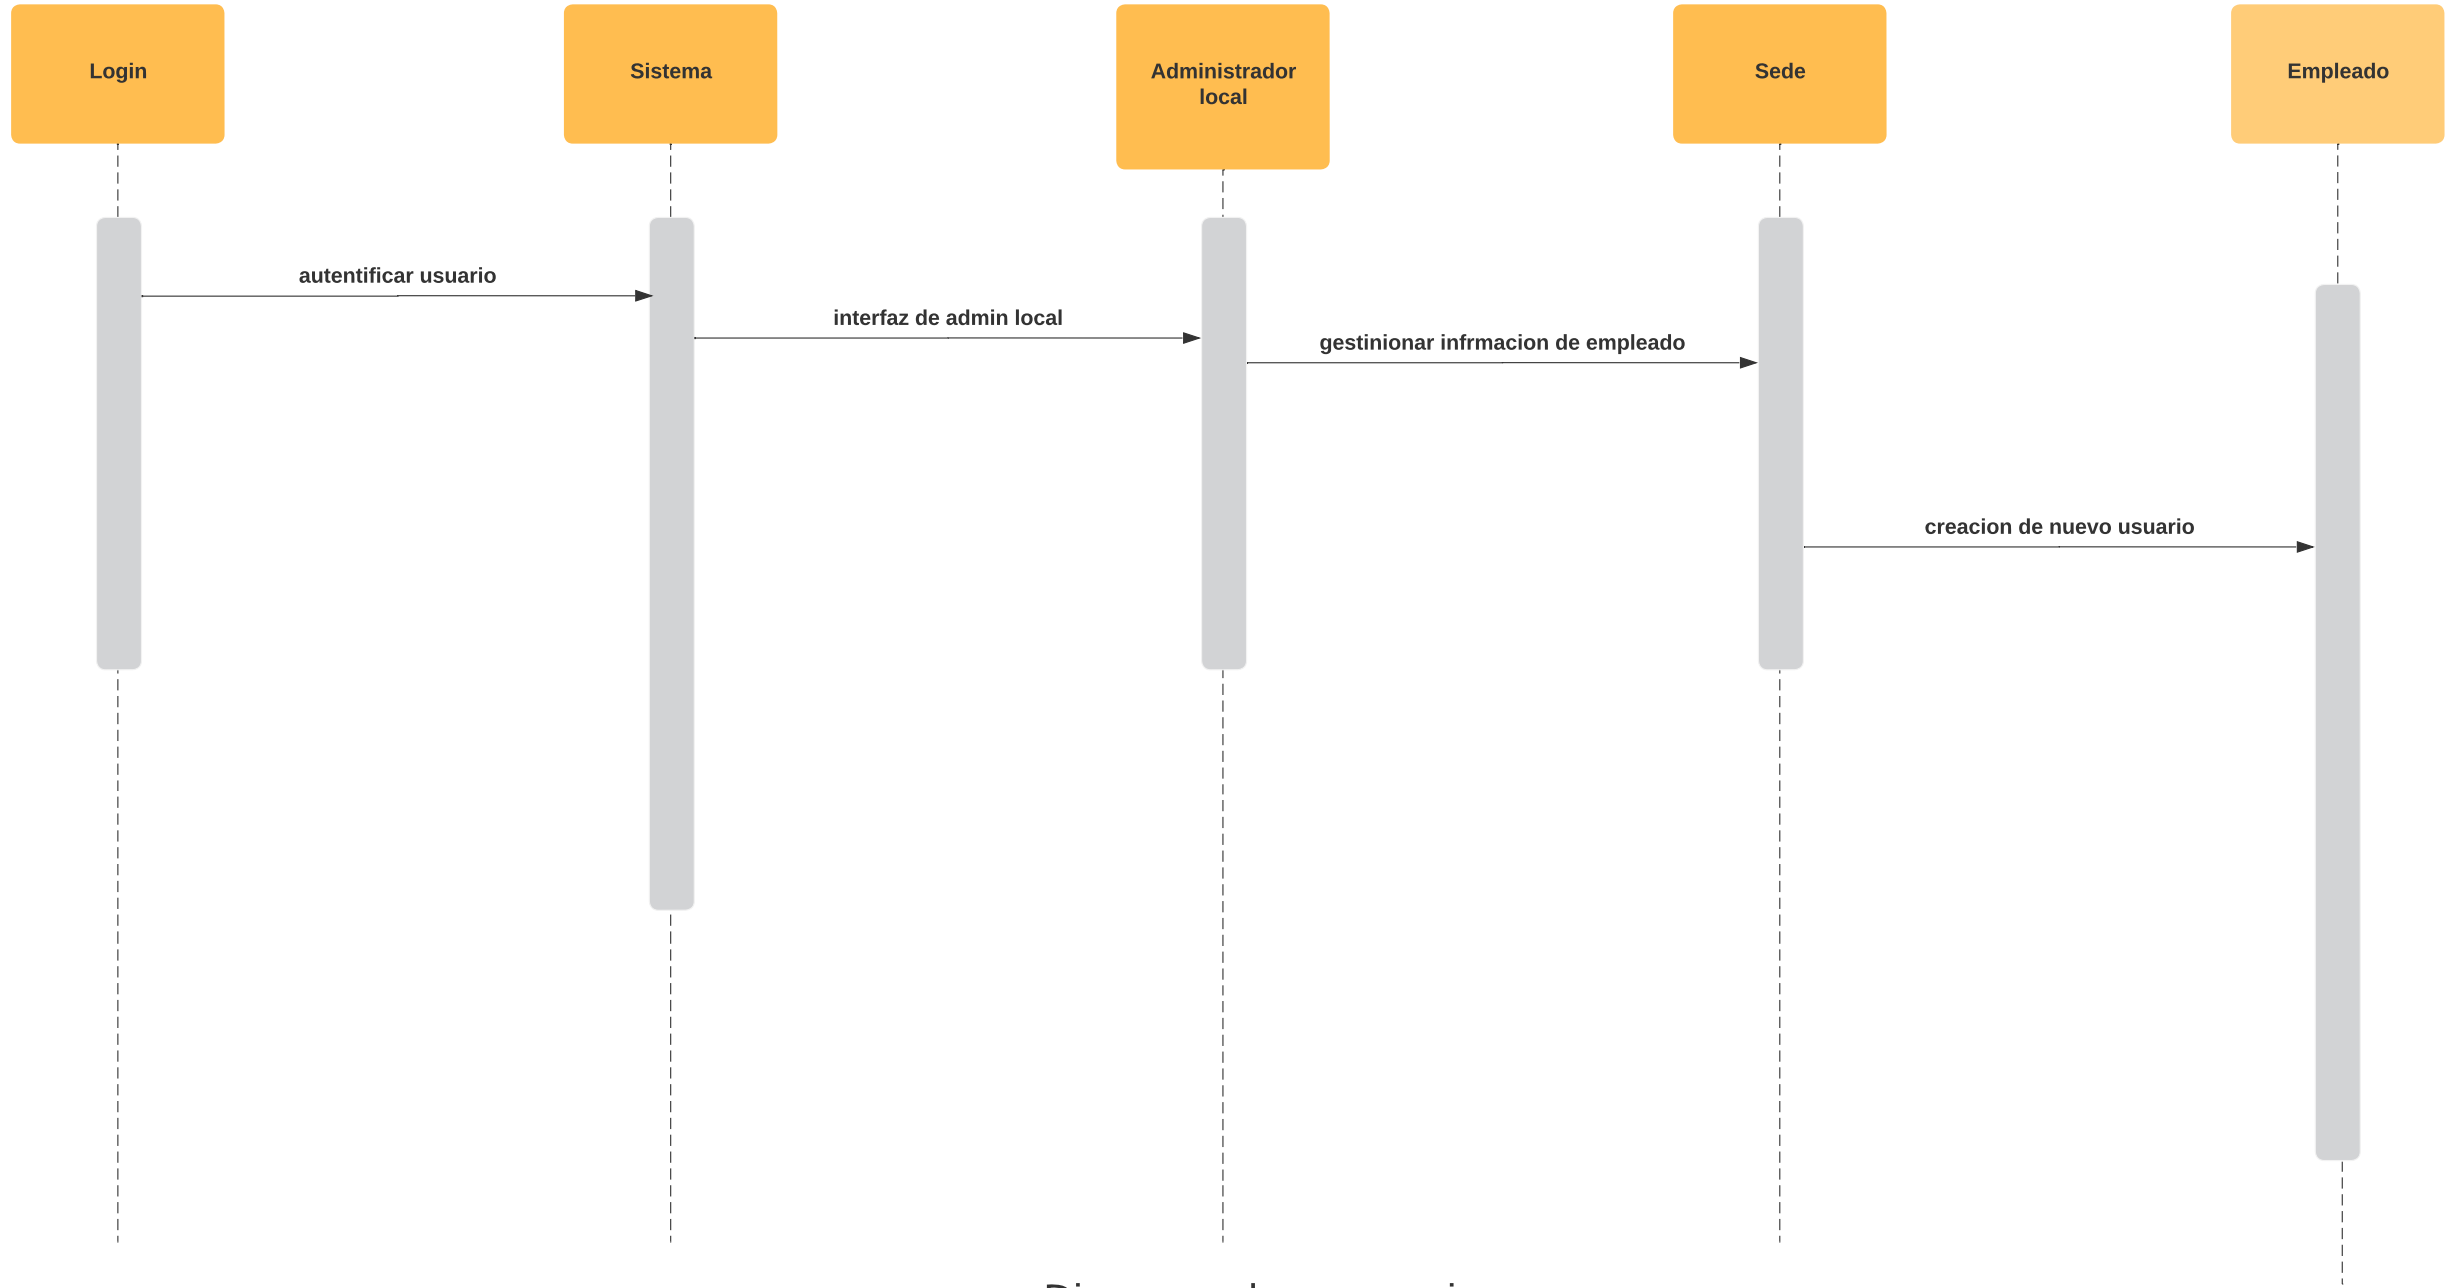 Login
Sistema
Administrador
local
Sede
Empleado
autentificar usuario
interfaz de admin local
gestinionar infrmacion de empleado
creacion de nuevo usuario